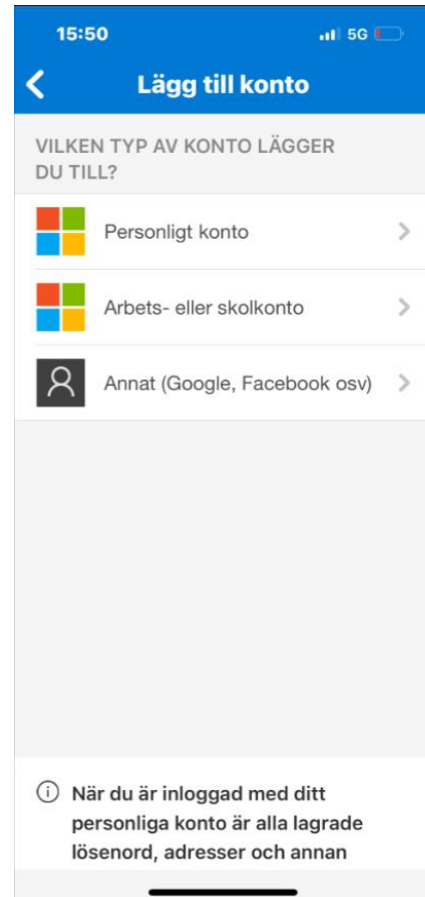 15:50 5G
Lägg till konto
VILKEN TYP AV KONTO LÄGGER
DU TILL?
Personligt konto
Arbets- eller skolkonto
Annat (Google, Facebook osv)
När du är inloggad med ditt
personliga konto är alla lagrade
lösenord, adresser och annan